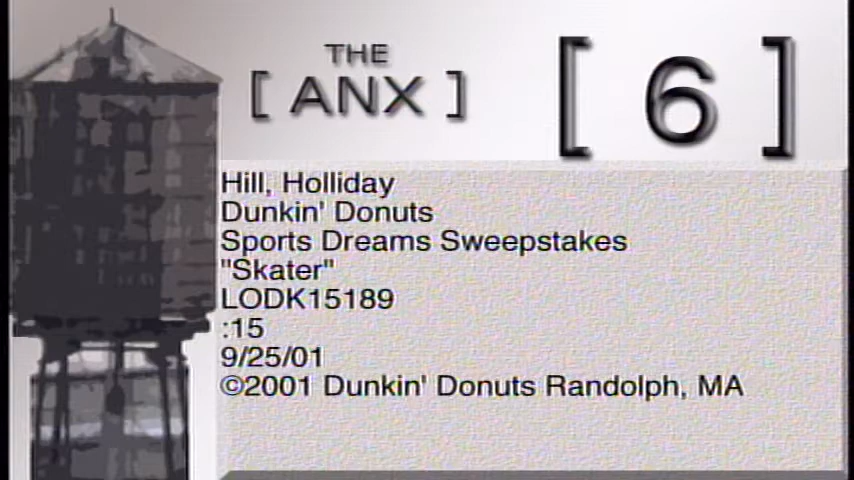 THE
[ ANX ]
[ 6 ]
Hill, Holliday
Dunkin' Donuts
Sports Dreams Sweepstakes
"Skater"
LODK15189
:15
9/25/01
©2001 Dunkin' Donuts Randolph, MA